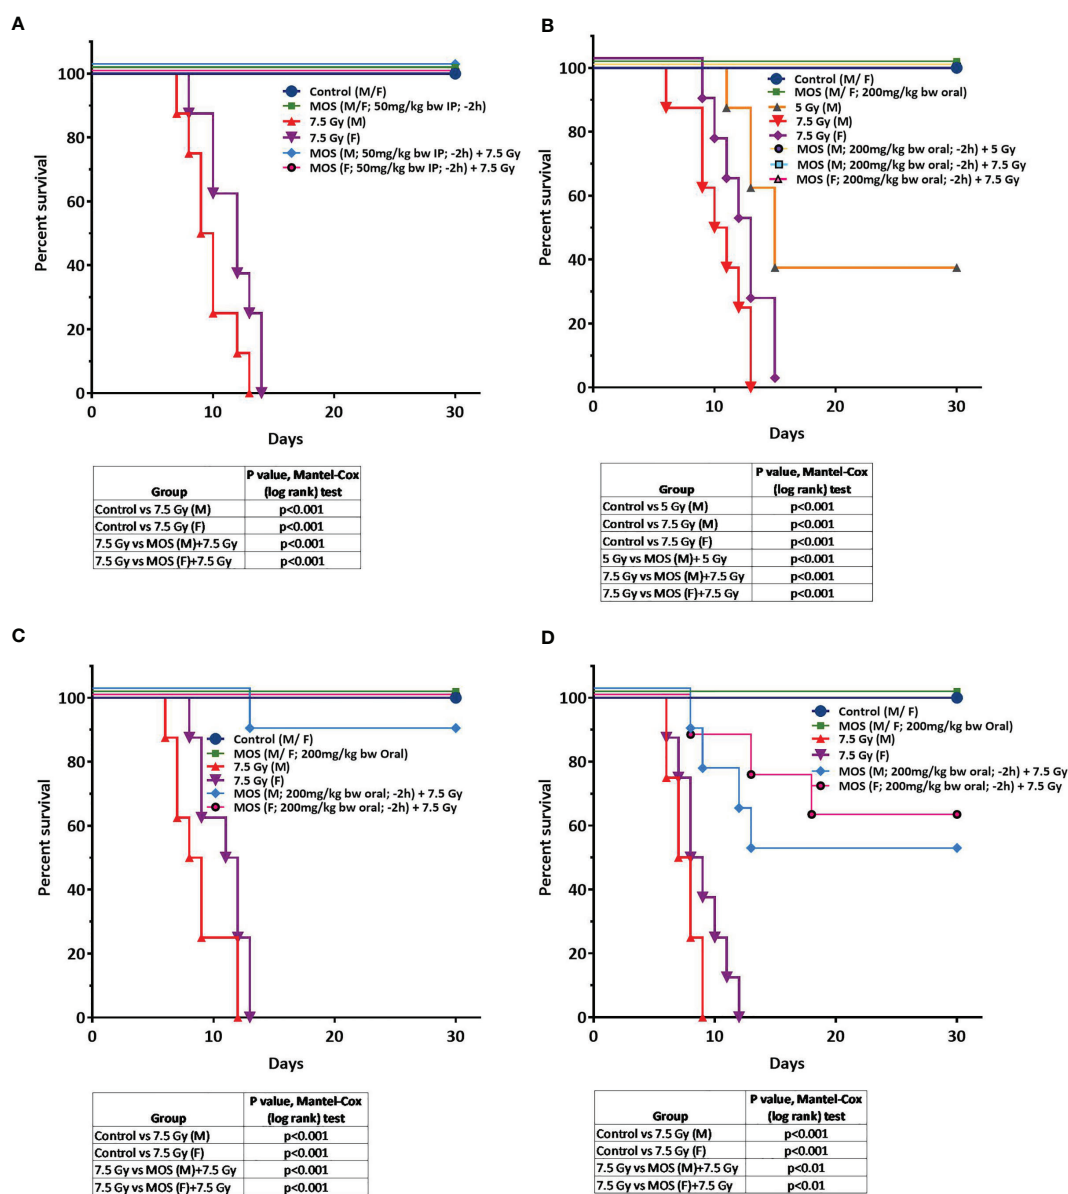 A
100
80
60
40
20
0
Percent survival
0 10 20 30
Days
Control (M/F)
MOS (M/F; 50mg/kg bw IP; -2h)
7.5 Gy (M)
7.5 Gy (F)
MOS (M; 50mg/kg bw IP; -2h) + 7.5 Gy
MOS (F; 50mg/kg bw IP; -2h) + 7.5 Gy
Group P value, Mantel-Cox (log rank) test
Control vs 7.5 Gy (M) p<0.001
Control vs 7.5 Gy (F) p<0.001
7.5 Gy vs MOS (M)+7.5Gy p<0.001
7.5 Gy vs MOS (F)+7.5 Gy p<0.001
B
100
80
60
40
20
0
Percent survival
0 10 20 30
Days
Control (M/ F)
MOS (M/ F; 200mg/kg bw oral)
5 Gy (M)
7.5 Gy (M)
7.5 Gy (F)
MOS (M; 200mg/kg bw oral; -2h) + 5 Gy
MOS (M; 200mg/kg bw oral; -2h) + 7.5 Gy
MOS (F; 200mg/kg bw oral; -2h) + 7.5 Gy
Group P value, Mantel-Cox (log rank) test
Control vs 5 Gy (M) p<0.001
Control vs 7.5 Gy (M) p<0.001
Control vs 7.5 Gy (F) p<0.001
5 Gy vs MOS (M)+ 5 Gy p<0.001
7.5 Gy vs MOS (M)+7.5Gy p<0.001
7.5 Gy vs MOS (F)+7.5 Gy p<0.001
C
100
80
60
40
20
0
Percent survival
0 10 20 30
Days
Control (M/ F)
MOS (M/ F; 200mg/kg bw Oral)
7.5 Gy (M)
7.5 Gy (F)
MOS (M; 200mg/kg bw oral; -2h) + 7.5 Gy
MOS (F; 200mg/kg bw oral; -2h) + 7.5 Gy
Group P value, Mantel-Cox (log rank) test
Control vs 7.5 Gy (M) p<0.001
Control vs 7.5 Gy (F) p<0.001
7.5 Gy vs MOS (M)+7.5Gy p<0.001
7.5 Gy vs MOS (F)+7.5 Gy p<0.001
D
100
80
60
40
20
0
Percent survival
0 10 20 30
Days
Control (M/ F)
MOS (M/ F; 200mg/kg bw Oral)
7.5 Gy (M)
7.5 Gy (F)
MOS (M; 200mg/kg bw oral; -2h) + 7.5 Gy
MOS (F; 200mg/kg bw oral; -2h) + 7.5 Gy
Group P value, Mantel-Cox (log rank) test
Control vs 7.5 Gy (M) p<0.001
Control vs 7.5 Gy (F) p<0.001
7.5 Gy vs MOS (M)+7.5Gy p<0.01
7.5 Gy vs MOS (F)+7.5 Gy p<0.01